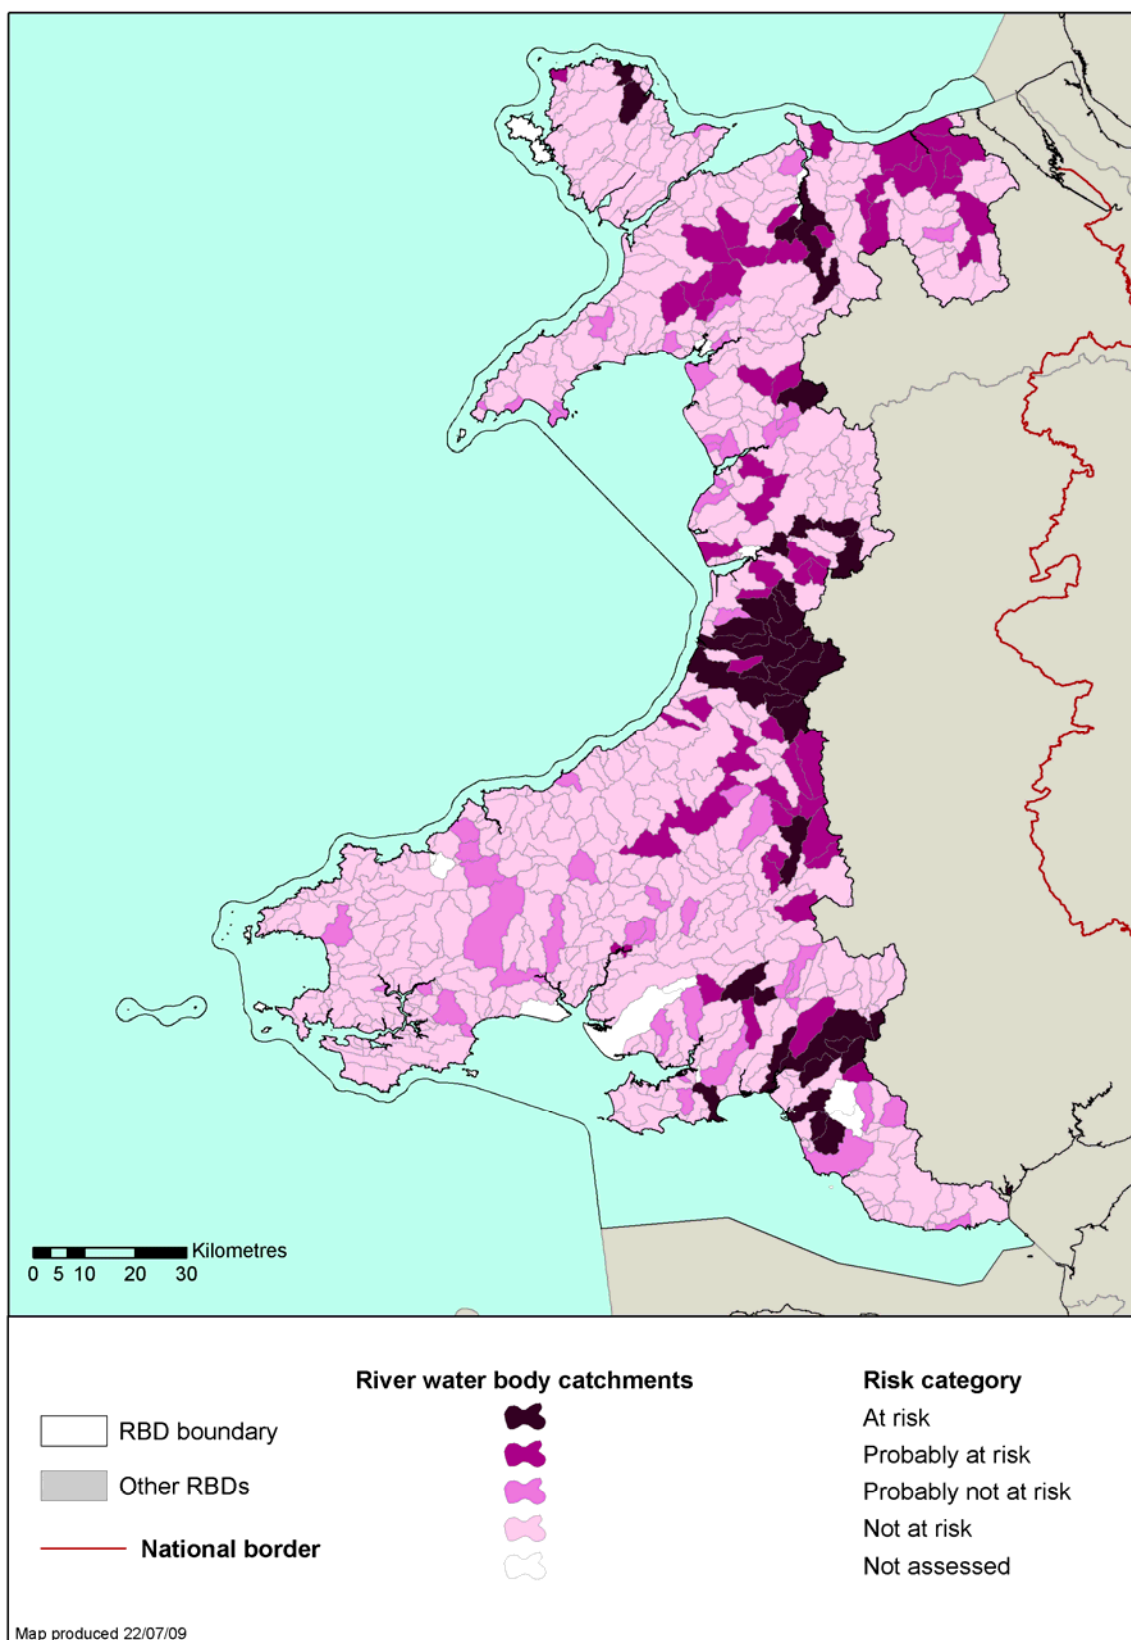 Kilometres
0 5 10 20 30
River water body catchments
Risk category
RBD boundary
Other RBDs
National border
At risk
Probably at risk
Probably not at risk
Not at risk
Not assessed
Map produced 22/07/09